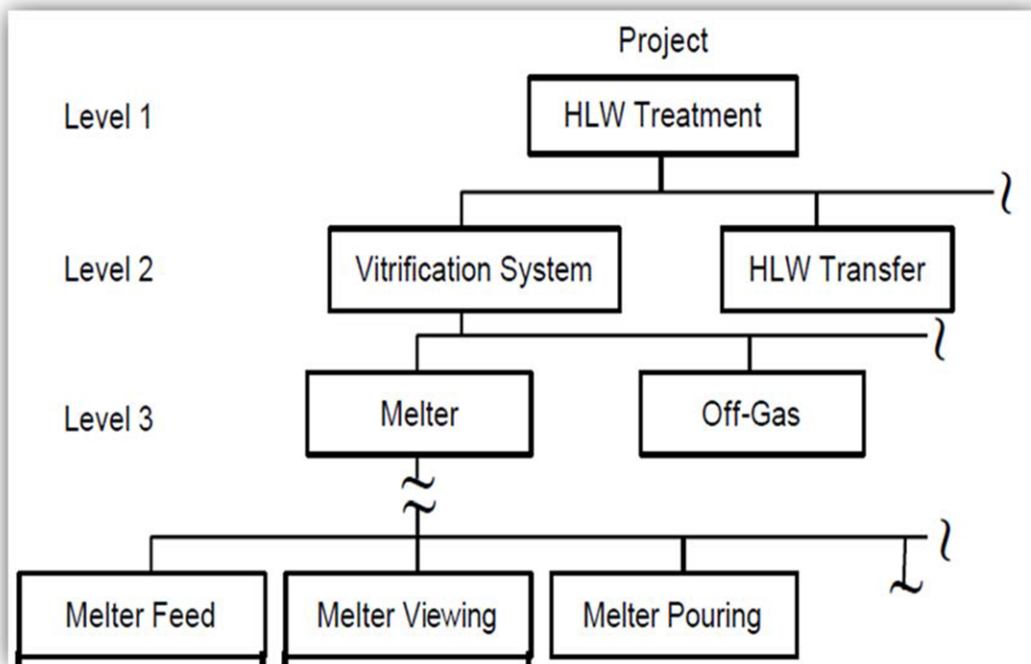 Project
Level 1
HLW Treatment
Level 2
Vitrification System
HLW Transfer
Level 3
Melter
Off-Gas
Melter Feed
Melter Viewing
Melter Pouring